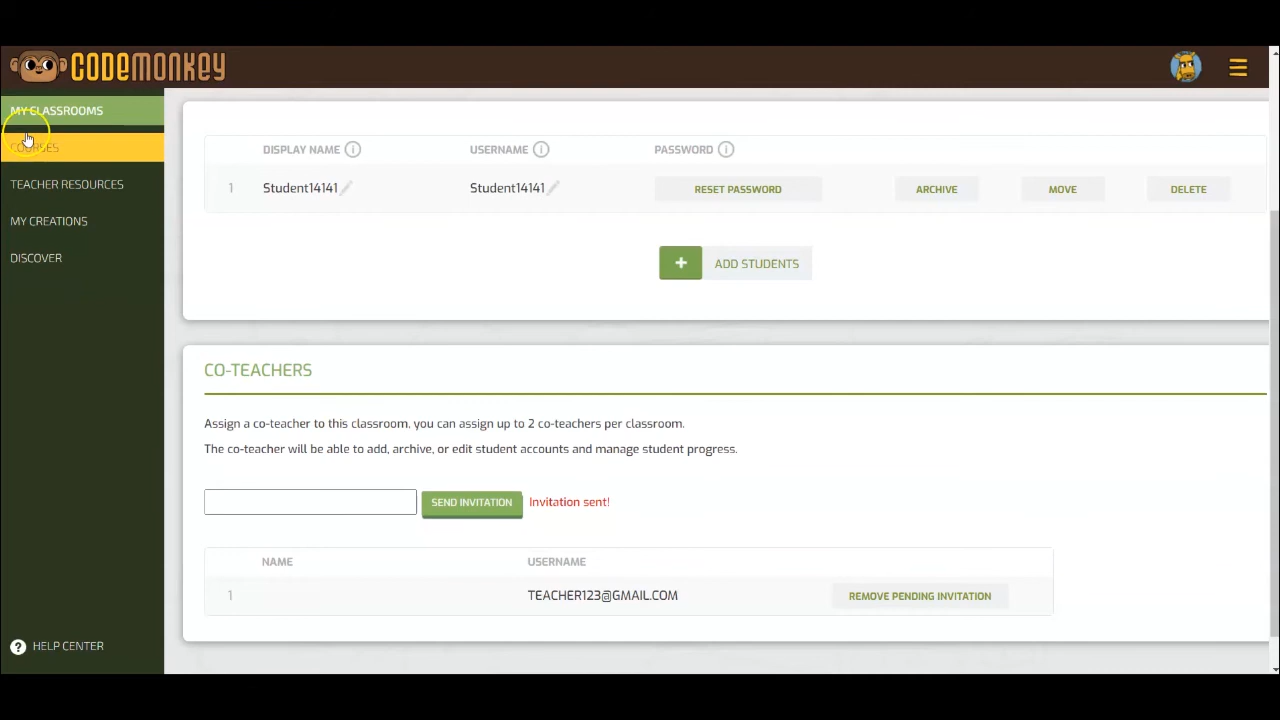 CODEMONKEY
MY CLASSROOMS
COURSES
TEACHER RESOURCES
MY CREATIONS
DISCOVER
? HELP CENTER
DISPLAY NAME i USERNAME i PASSWORD i
1 Student14141 Student14141 RESET PASSWORD ARCHIVE MOVE DELETE
+ ADD STUDENTS
CO-TEACHERS
Assign a co-teacher to this classroom, you can assign up to 2 co-teachers per classroom.
The co-teacher will be able to add, archive, or edit student accounts and manage student progress.
SEND INVITATION Invitation sent!
NAME USERNAME
1 TEACHER123@GMAIL.COM REMOVE PENDING INVITATION